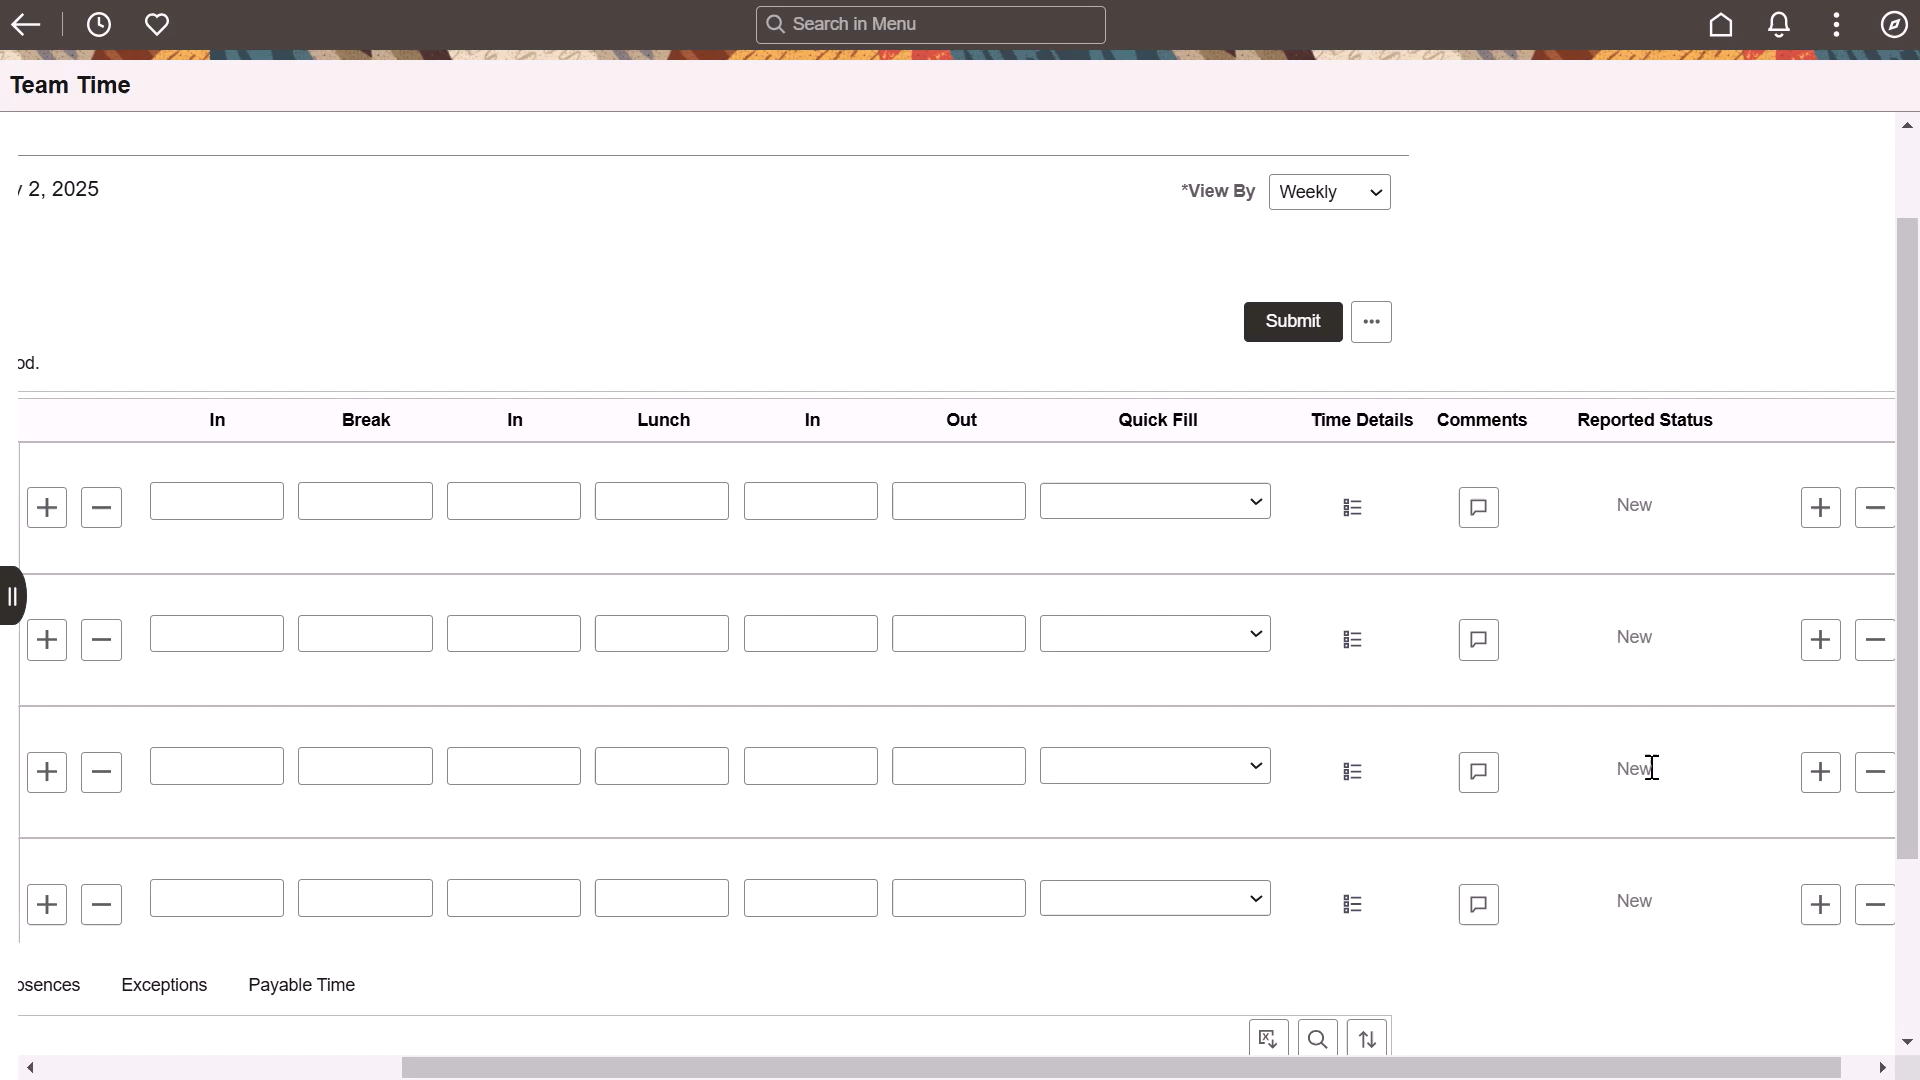 Search in Menu
Team Time
2, 2025
*View By Weekly
Submit
od.
In Break In Lunch In Out Quick Fill Time Details Comments Reported Status
New
New
New
New
sences Exceptions Payable Time